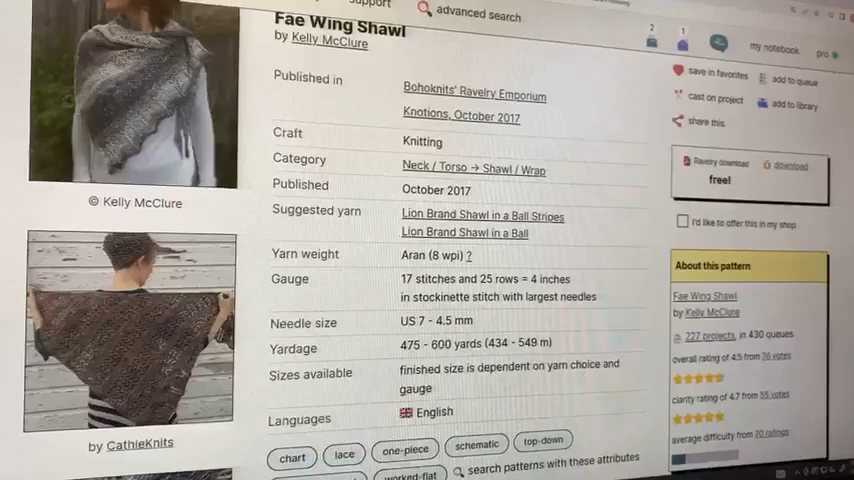 support
advanced search
Fae Wing Shawl
by Kelly McClure
2
1
my notebook
pro
Published in
Bohoknits' Ravelry Emporium
Knotions, October 2017
Craft
Knitting
Category
Neck / Torso → Shawl / Wrap
Published
October 2017
Suggested yarn
Lion Brand Shawl in a Ball Stripes
Lion Brand Shawl in a Ball
Yarn weight
Aran (8 wpi) ?
Gauge
17 stitches and 25 rows = 4 inches
in stockinette stitch with largest needles
Needle size
US 7 - 4.5 mm
Yardage
475 - 600 yards (434 - 549 m)
Sizes available
finished size is dependent on yarn choice and
gauge
Languages
English
chart
lace
one-piece
schematic
top-down
worked-flat
search patterns with these attributes
© Kelly McClure
by CathieKnits
save in favorites
add to queue
cast on project
add to library
share this
Ravelry download
download
free!
I'd like to offer this in my shop
About this pattern
Fae Wing Shawl
by Kelly McClure
227 projects, in 430 queues
overall rating of 4.5 from 76 votes
clarity rating of 4.7 from 55 votes
average difficulty from 70 ratings